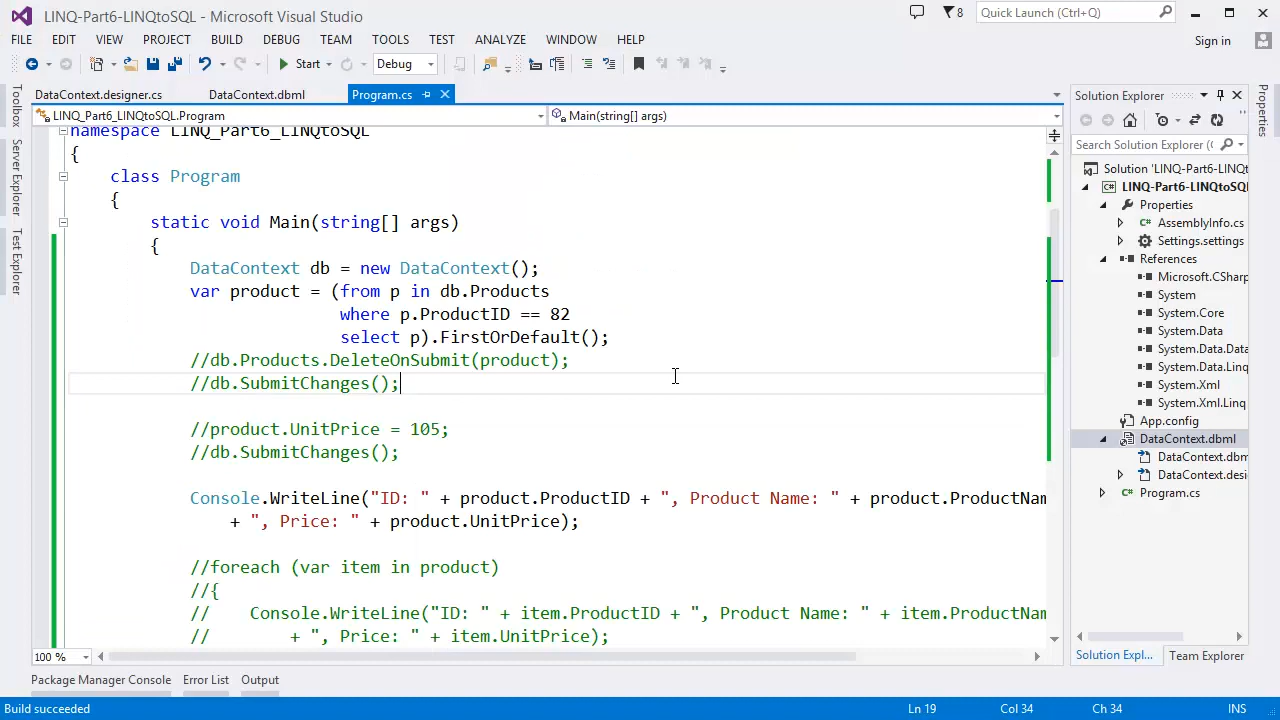 LINQ-Part6-LINQtoSQL - Microsoft Visual Studio
8
Quick Launch (Ctrl+Q)
FILE EDIT VIEW PROJECT BUILD DEBUG TEAM TOOLS TEST ANALYZE WINDOW HELP
Sign in
Start
Debug
DataContext.designer.cs DataContext.dbml Program.cs
LINQ_Part6_LINQtoSQL.Program
Main(string[] args)
Toolbox
Server Explorer
Test Explorer
namespace LINQ_Part6_LINQtoSQL
{
class Program
{
static void Main(string[] args)
{
DataContext db = new DataContext();
var product = (from p in db.Products
where p.ProductID == 82
select p).FirstOrDefault();
//db.Products.DeleteOnSubmit(product);
//db.SubmitChanges();
//product.UnitPrice = 105;
//db.SubmitChanges();
Console.WriteLine("ID: " + product.ProductID + ", Product Name: " + product.ProductNam
+ ", Price: " + product.UnitPrice);
//foreach (var item in product)
//{
// Console.WriteLine("ID: " + item.ProductID + ", Product Name: " + item.ProductNam
// + ", Price: " + item.UnitPrice);
100 %
Solution Explorer
Search Solution Explorer (
Solution 'LINQ-Part6-LINQt
LINQ-Part6-LINQtoSQL
Properties
AssemblyInfo.cs
Settings.settings
References
Microsoft.CSharp
System
System.Core
System.Data
System.Data.Data
System.Data.Linq
System.Xml
System.Xml.Linq
App.config
DataContext.dbml
DataContext.dbm
DataContext.desi
Program.cs
Solution Expl... Team Explorer
Properties
Package Manager Console Error List Output
Build succeeded
Ln 19 Col 34 Ch 34 INS